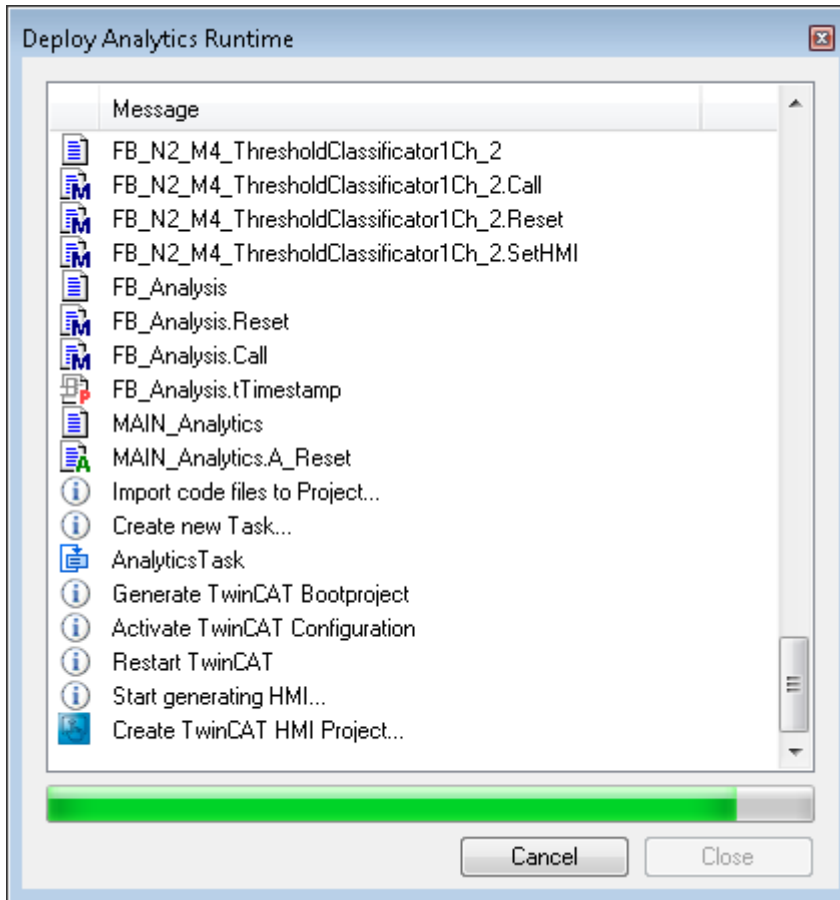 Deploy Analytics Runtime
Message
FB_N2_M4_ThresholdClassificator1Ch_2
FB_N2_M4_ThresholdClassificator1Ch_2.Call
FB_N2_M4_ThresholdClassificator1Ch_2.Reset
FB_N2_M4_ThresholdClassificator1Ch_2.SetHMI
FB_Analysis
FB_Analysis.Reset
FB_Analysis.Call
FB_Analysis.tTimestamp
MAIN_Analytics
MAIN_Analytics.A_Reset
Import code files to Project...
Create new Task...
AnalyticsTask
Generate TwinCAT Bootproject
Activate TwinCAT Configuration
Restart TwinCAT
Start generating HMI...
Create TwinCAT HMI Project...
Cancel
Close